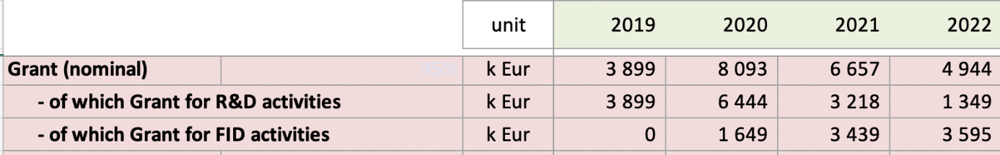 unit 2019 2020 2021 2022
Grant (nominal) 85% k Eur 3 899 8 093 6 657 4 944
- of which Grant for R&D activities k Eur 3 899 6 444 3 218 1 349
- of which Grant for FID activities k Eur 0 1 649 3 439 3 595